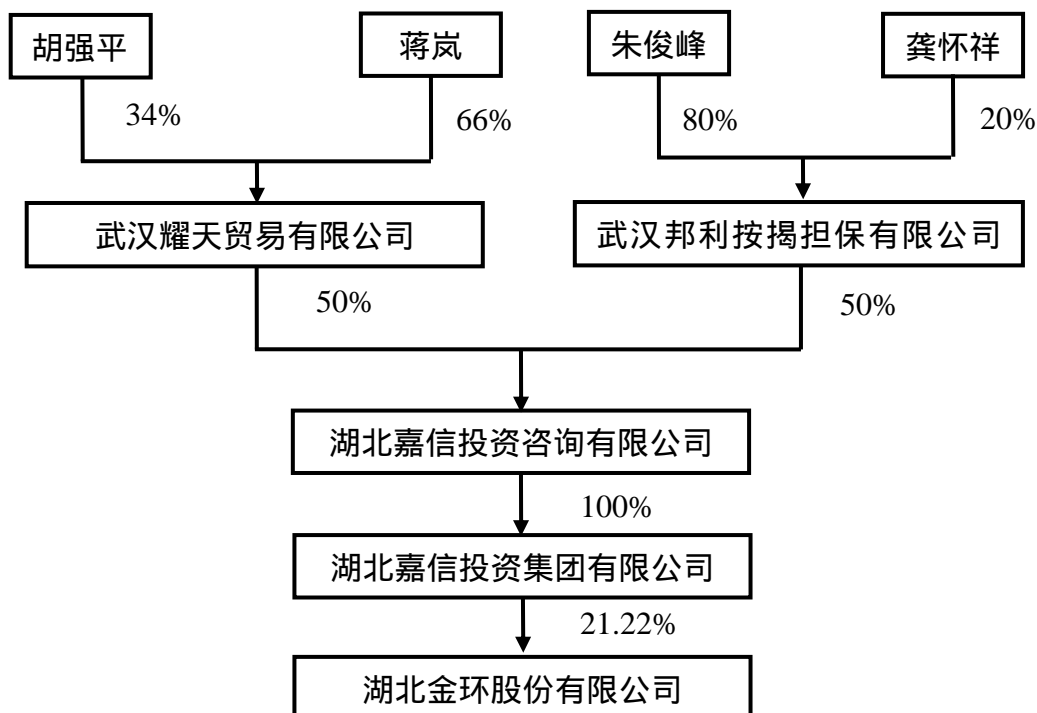 胡强平
蒋岚
朱俊峰
龚怀祥
34%
66%
80%
20%
武汉耀天贸易有限公司
武汉邦利按揭担保有限公司
50%
50%
湖北嘉信投资咨询有限公司
100%
湖北嘉信投资集团有限公司
21.22%
湖北金环股份有限公司